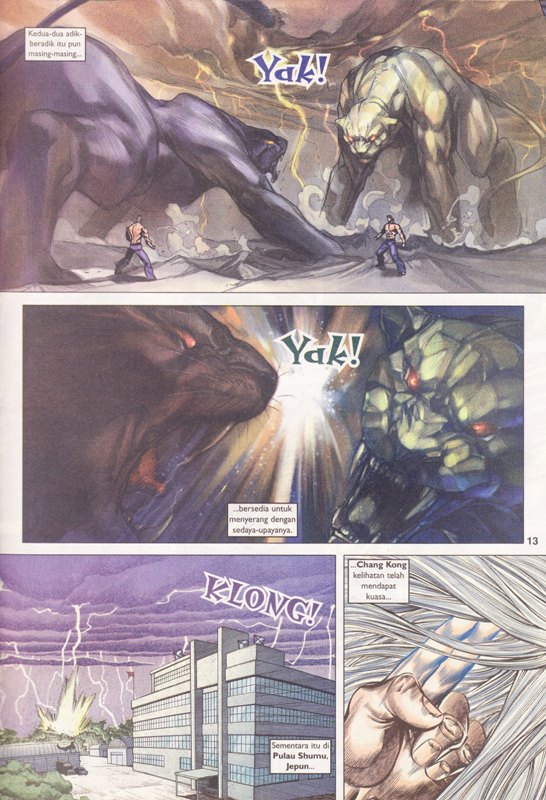 Kedua-dua adik-
beradik itu pun
masing-masing...
Yak!
Yak!
...bersedia untuk
menyerang dengan
sedaya-upayanya.
13
KLONG!
Sementara itu di
Pulau Shumu,
Jepun...
...Chang Kong
kelihatan telah
mendapat
kuasa...